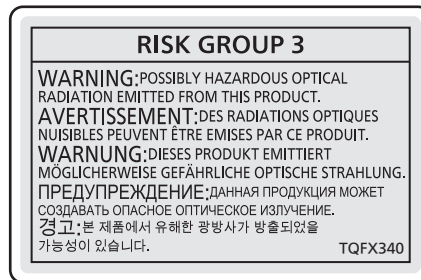 RISK GROUP 3
WARNING:POSSIBLY HAZARDOUS OPTICAL
RADIATION EMITTED FROM THIS PRODUCT.
AVERTISSEMENT:DES RADIATIONS OPTIQUES
NUISIBLES PEUVENT ÊTRE EMISES PAR CE PRODUIT.
WARNUNG:DIESES PRODUKT EMITTIERT
MÖGLICHERWEISE GEFÄHRLICHE OPTISCHE STRAHLUNG.
ПРЕДУПРЕЖДЕНИЕ:ДАННАЯ ПРОДУКЦИЯ МОЖЕТ
СОЗДАВАТЬ ОПАСНОЕ ОПТИЧЕСКОЕ ИЗЛУЧЕНИЕ.
경고:본 제품에서 유해한 광방사가 방출되었을
가능성이 있습니다.
TQFX340